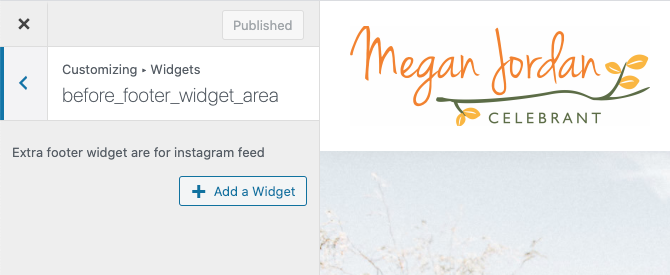 Published
Customizing ▸ Widgets
before_footer_widget_area
Extra footer widget are for instagram feed
Add a Widget
Megan Jordan
CELEBRANT